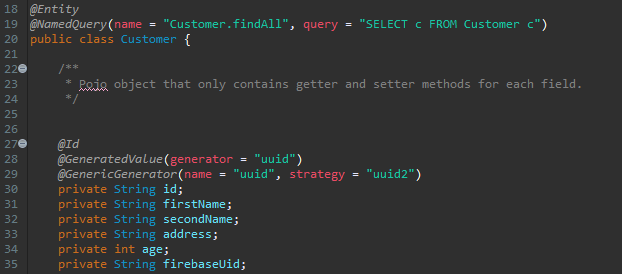 18 @Entity
19 @NamedQuery(name = "Customer.findAll", query = "SELECT c FROM Customer c")
20 public class Customer {
21
22 /**
23 * Pojo object that only contains getter and setter methods for each field.
24 */
25
26
27 @Id
28 @GeneratedValue(generator = "uuid")
29 @GenericGenerator(name = "uuid", strategy = "uuid2")
30 private String id;
31 private String firstName;
32 private String secondName;
33 private String address;
34 private int age;
35 private String firebaseUid;